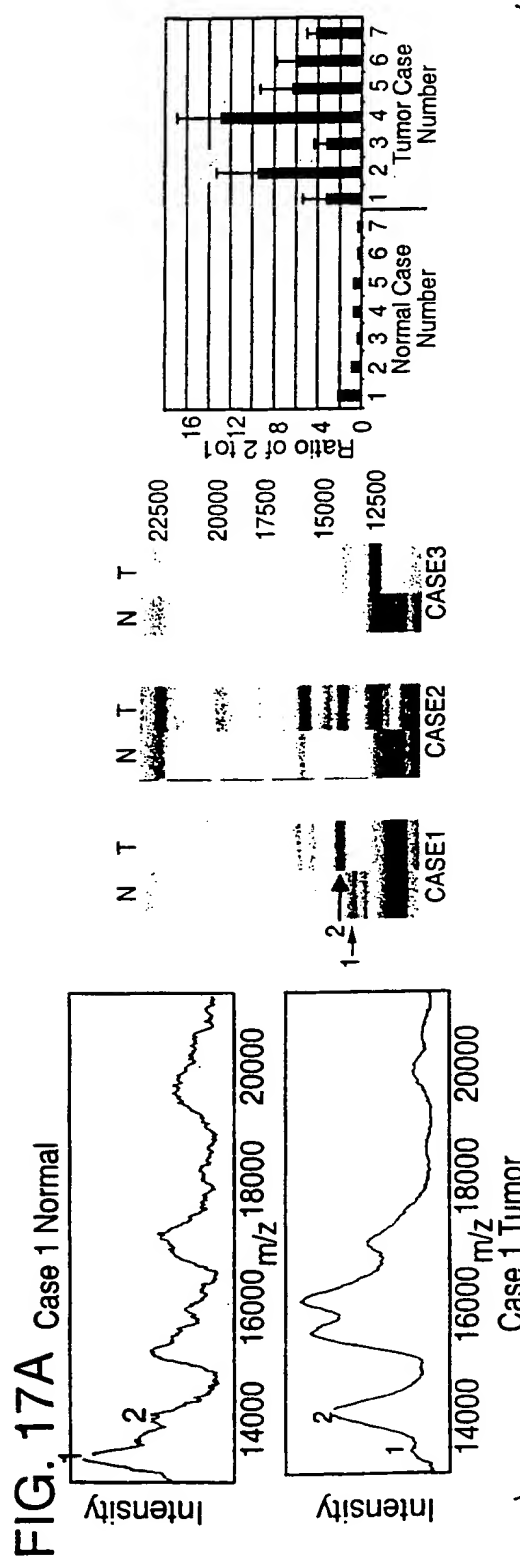 FIG. 17A
Case 1 Normal
Intensity
1
2
14000 16000 18000 20000
m/z
Intensity
1
2
14000 16000 18000 20000
m/z
Case 1 Tumor
N T
1
2
CASE1
N T
CASE2
N T
CASE3
22500
20000
17500
15000
12500
Ratio of 2 to1
16
12
8
4
0
1 2 3 4 5 6 7
Normal Case
Number
1 2 3 4 5 6 7
Tumor Case
Number